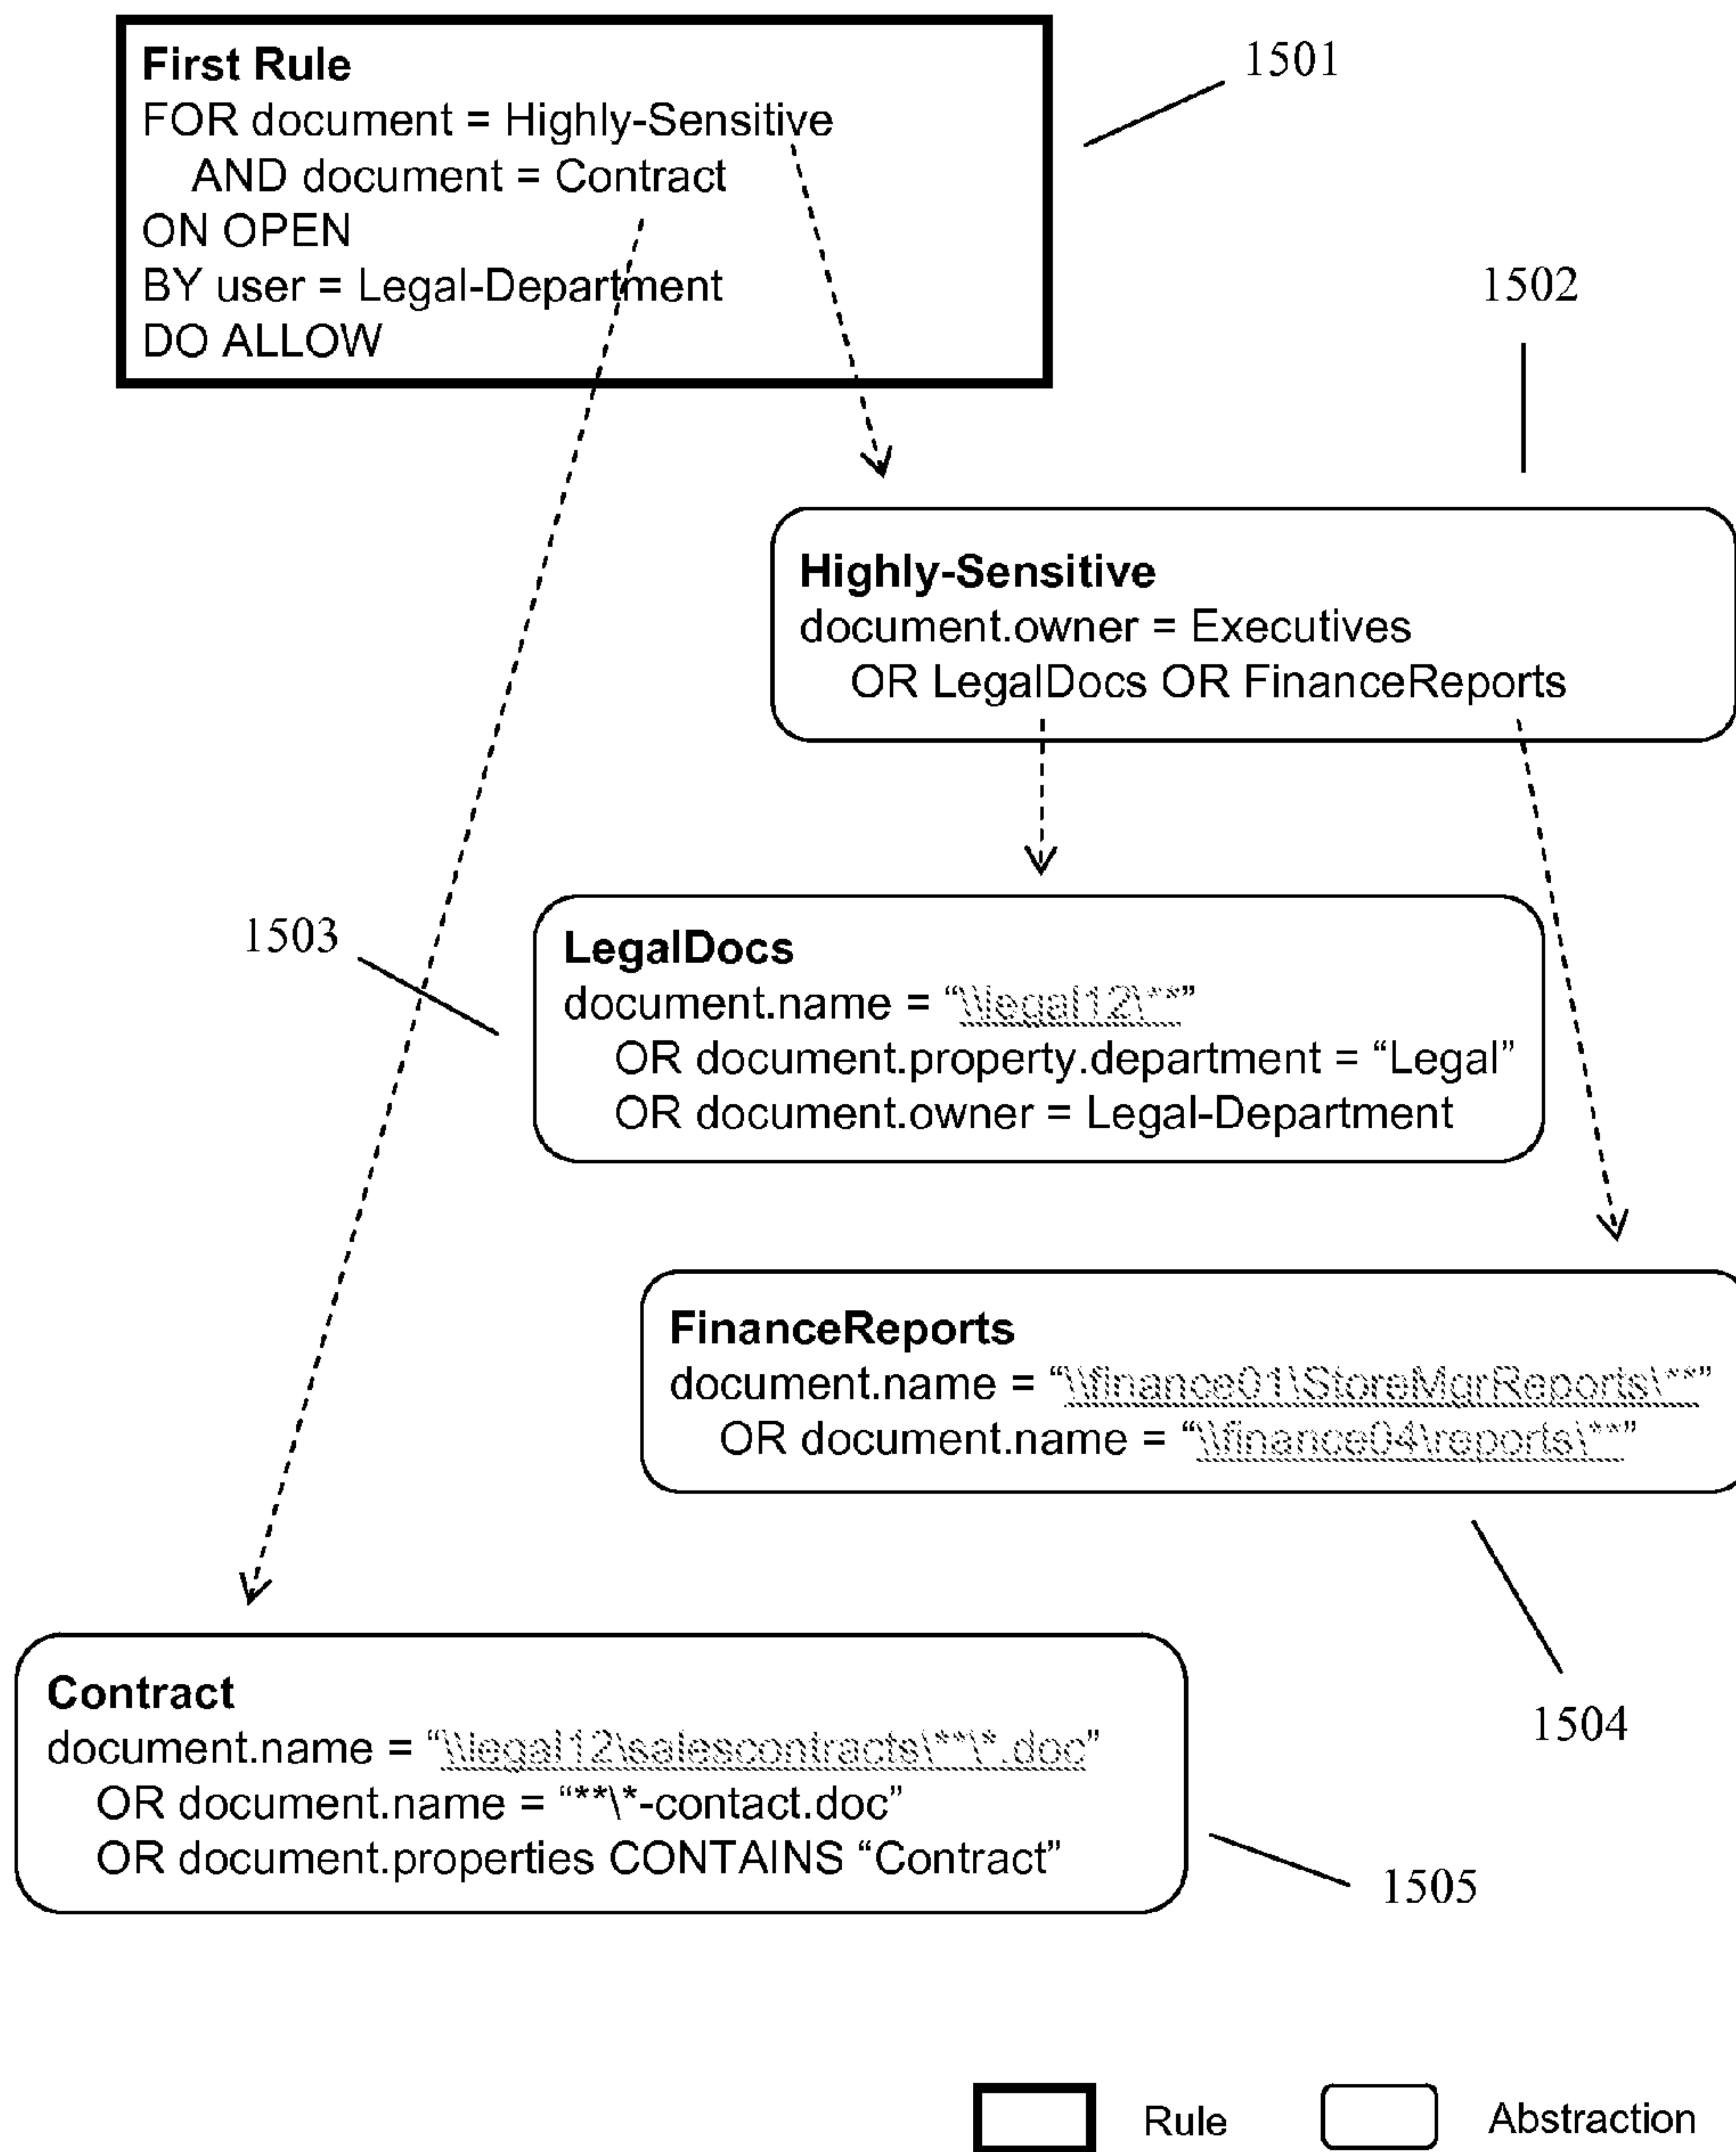 First Rule
FOR document = Highly-Sensitive
AND document = Contract
ON OPEN
BY user = Legal-Department
DO ALLOW
1501
1502
Highly-Sensitive
document.owner = Executives
OR LegalDocs OR FinanceReports
1503
LegalDocs
document.name = “\\legal12\**”
OR document.property.department = “Legal”
OR document.owner = Legal-Department
FinanceReports
document.name = “\\finance01\StoreMgrReports\**”
OR document.name = “\\finance04\reports\**”
1504
Contract
document.name = “\\legal12\salescontracts\**\*.doc”
OR document.name = “**\*-contact.doc”
OR document.properties CONTAINS “Contract”
1505
Rule
Abstraction